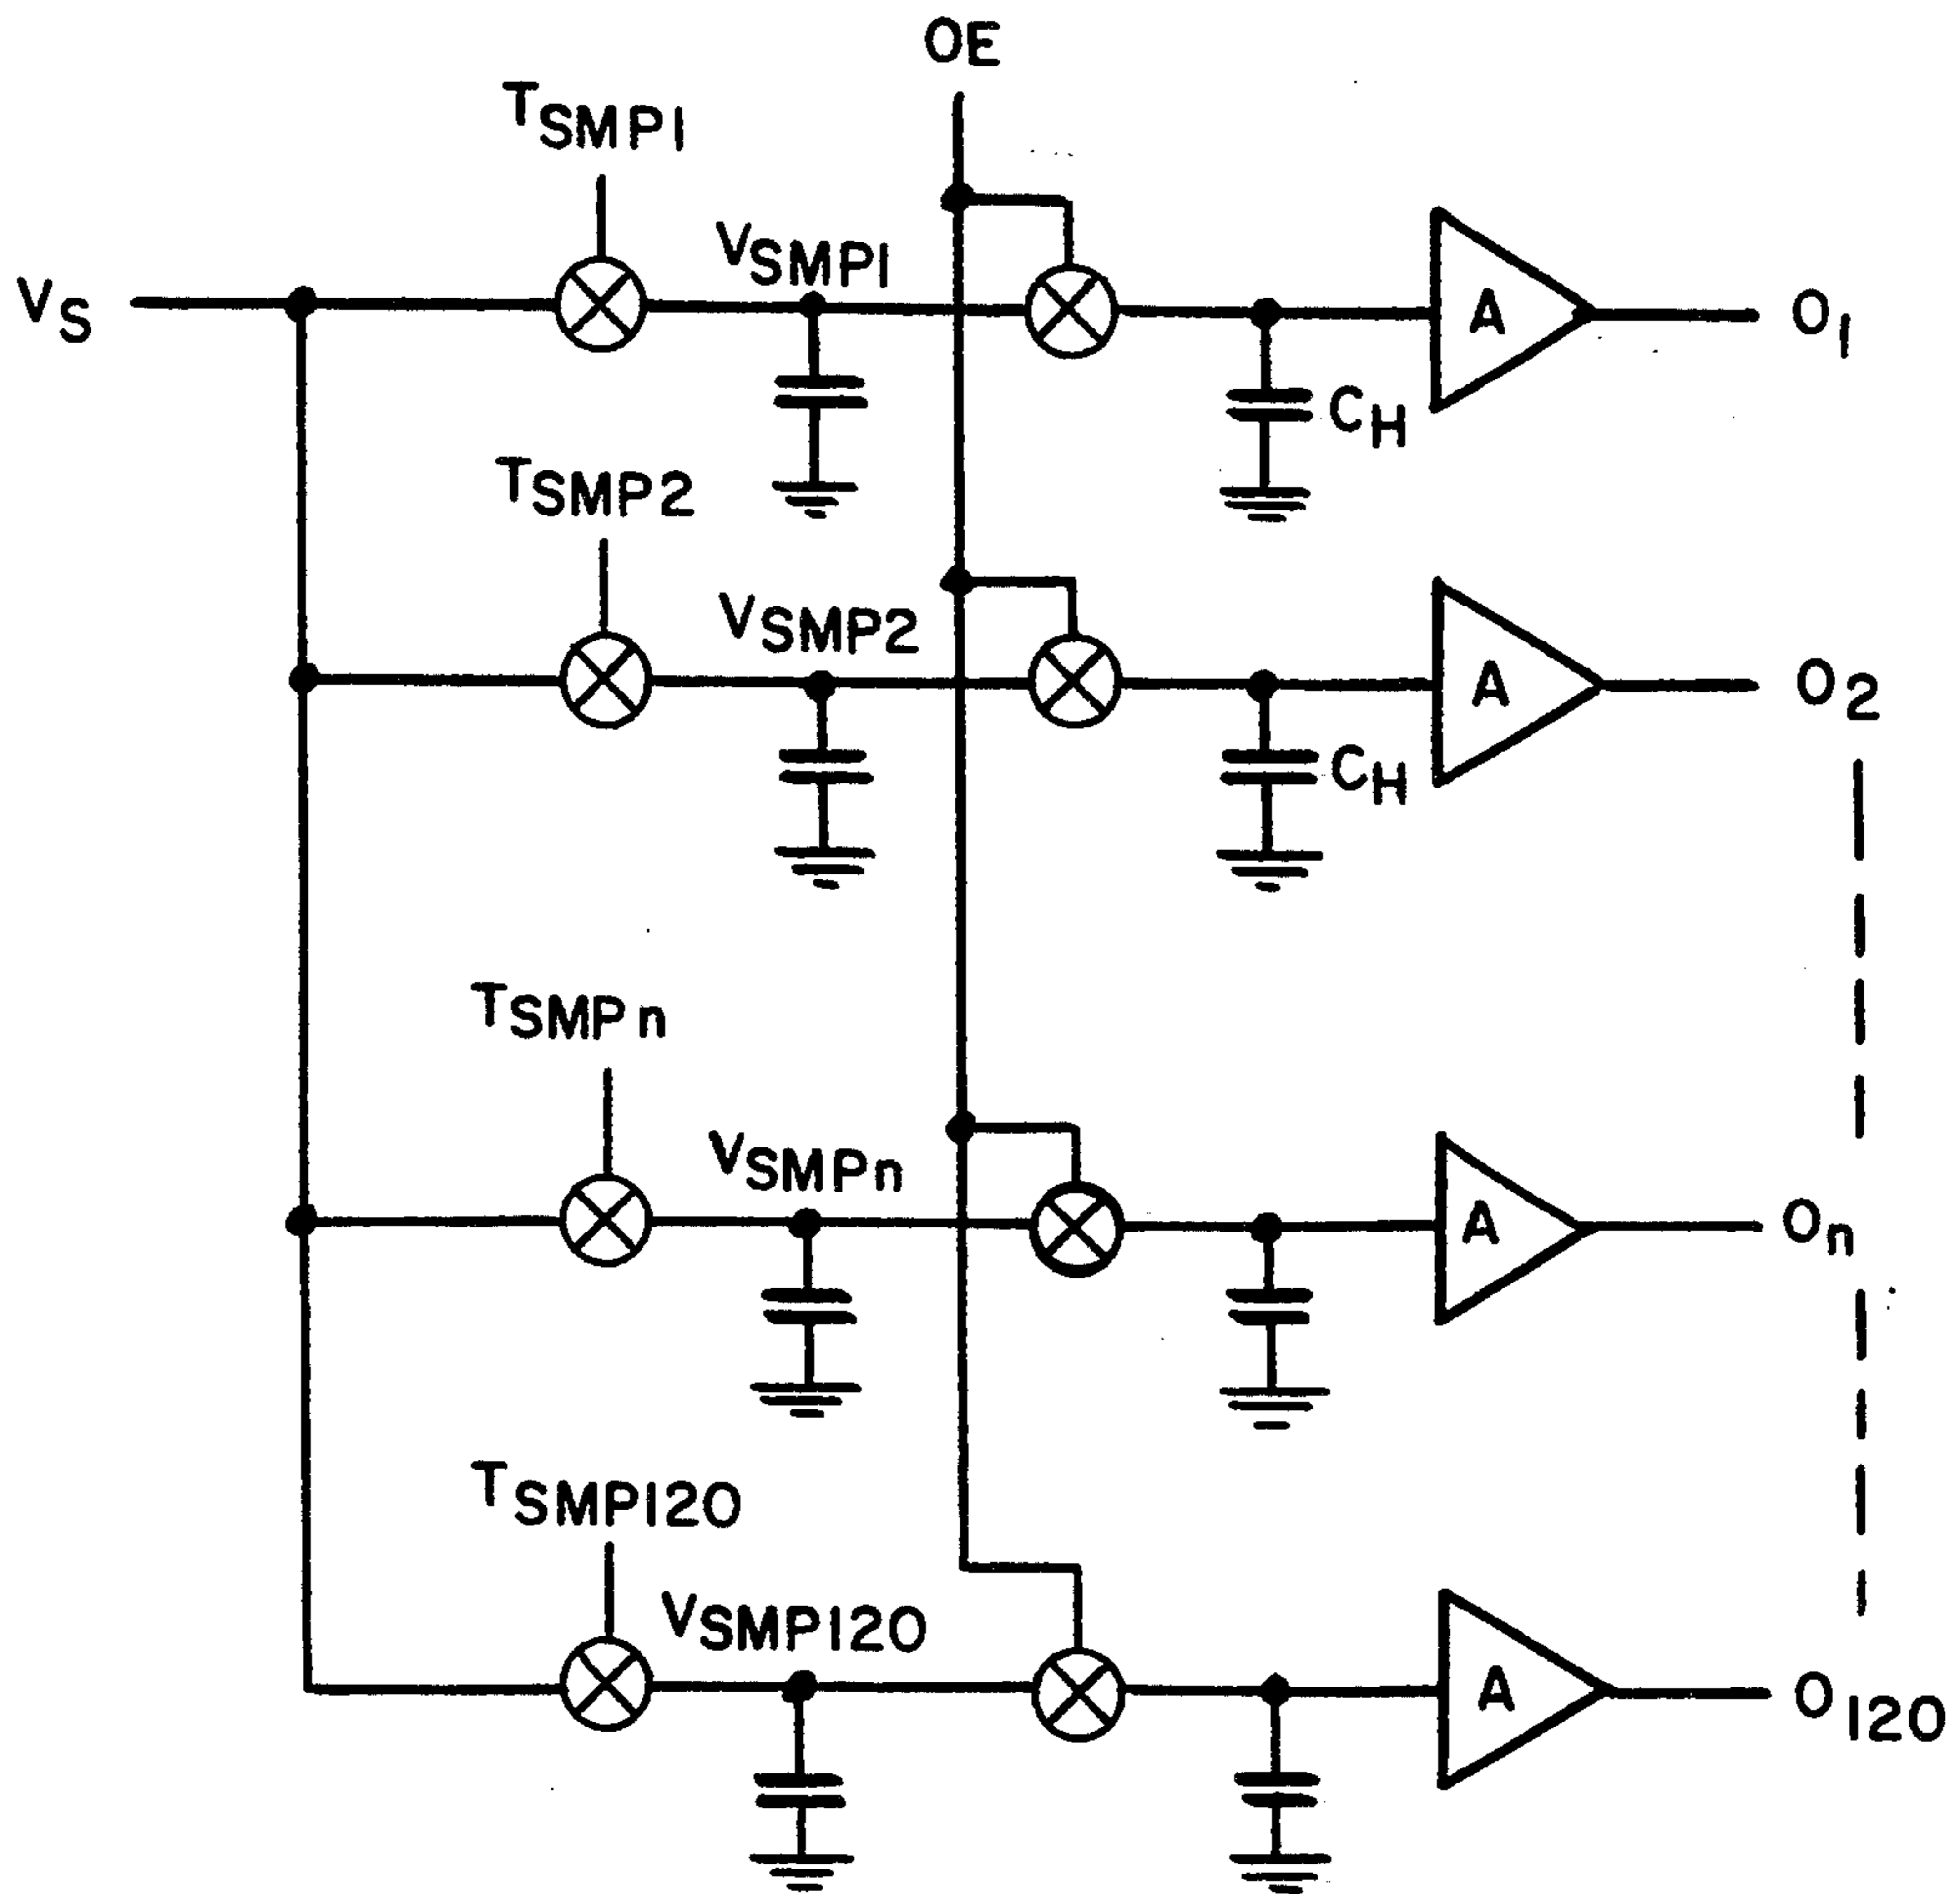 OE
TSMP1
VSMP1
VS
A
O1
CH
TSMP2
VSMP2
A
O2
CH
TSMPn
VSMPn
A
On
TSMP120
VSMP120
A
O120